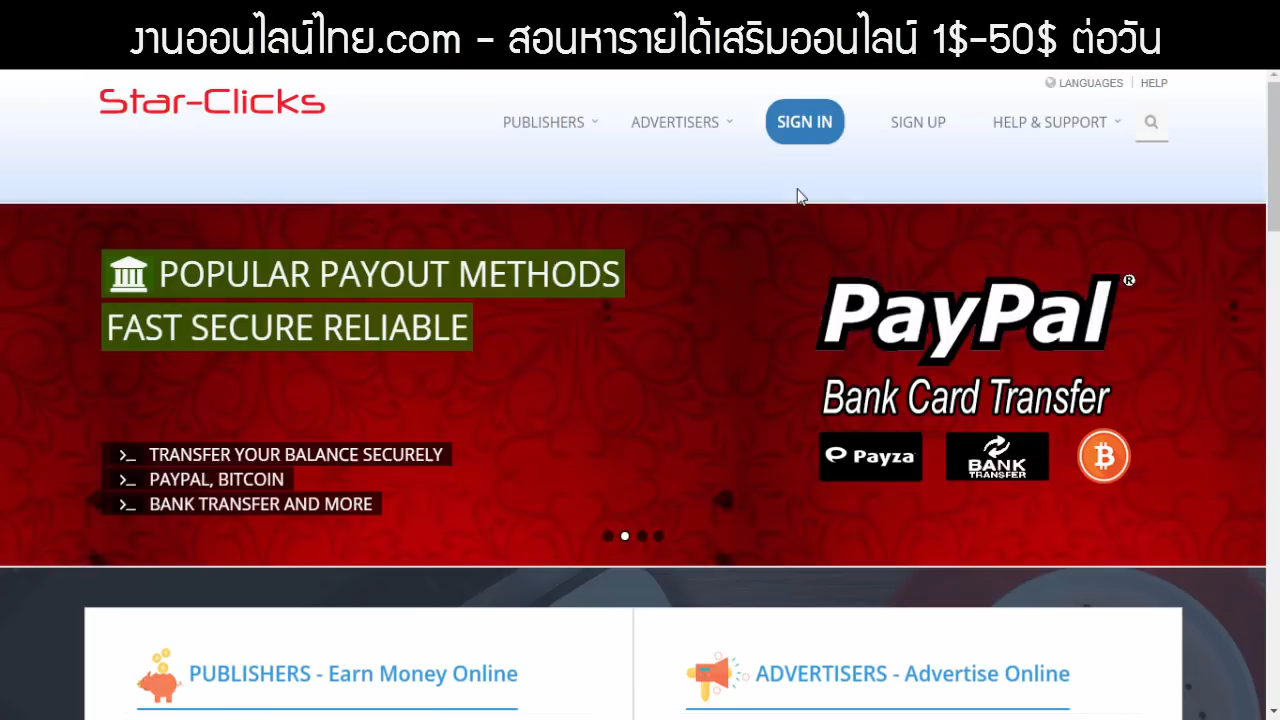 งานออนไลน์ไทย.com - สอนหารายได้เสริมออนไลน์ 1$-50$ ต่อวัน
LANGUAGES | HELP
Star-Clicks
PUBLISHERS ADVERTISERS SIGN IN SIGN UP HELP & SUPPORT
POPULAR PAYOUT METHODS
FAST SECURE RELIABLE
PayPal ®
Bank Card Transfer
Payza BANK TRANSFER
>_ TRANSFER YOUR BALANCE SECURELY
>_ PAYPAL, BITCOIN
>_ BANK TRANSFER AND MORE
PUBLISHERS - Earn Money Online
ADVERTISERS - Advertise Online